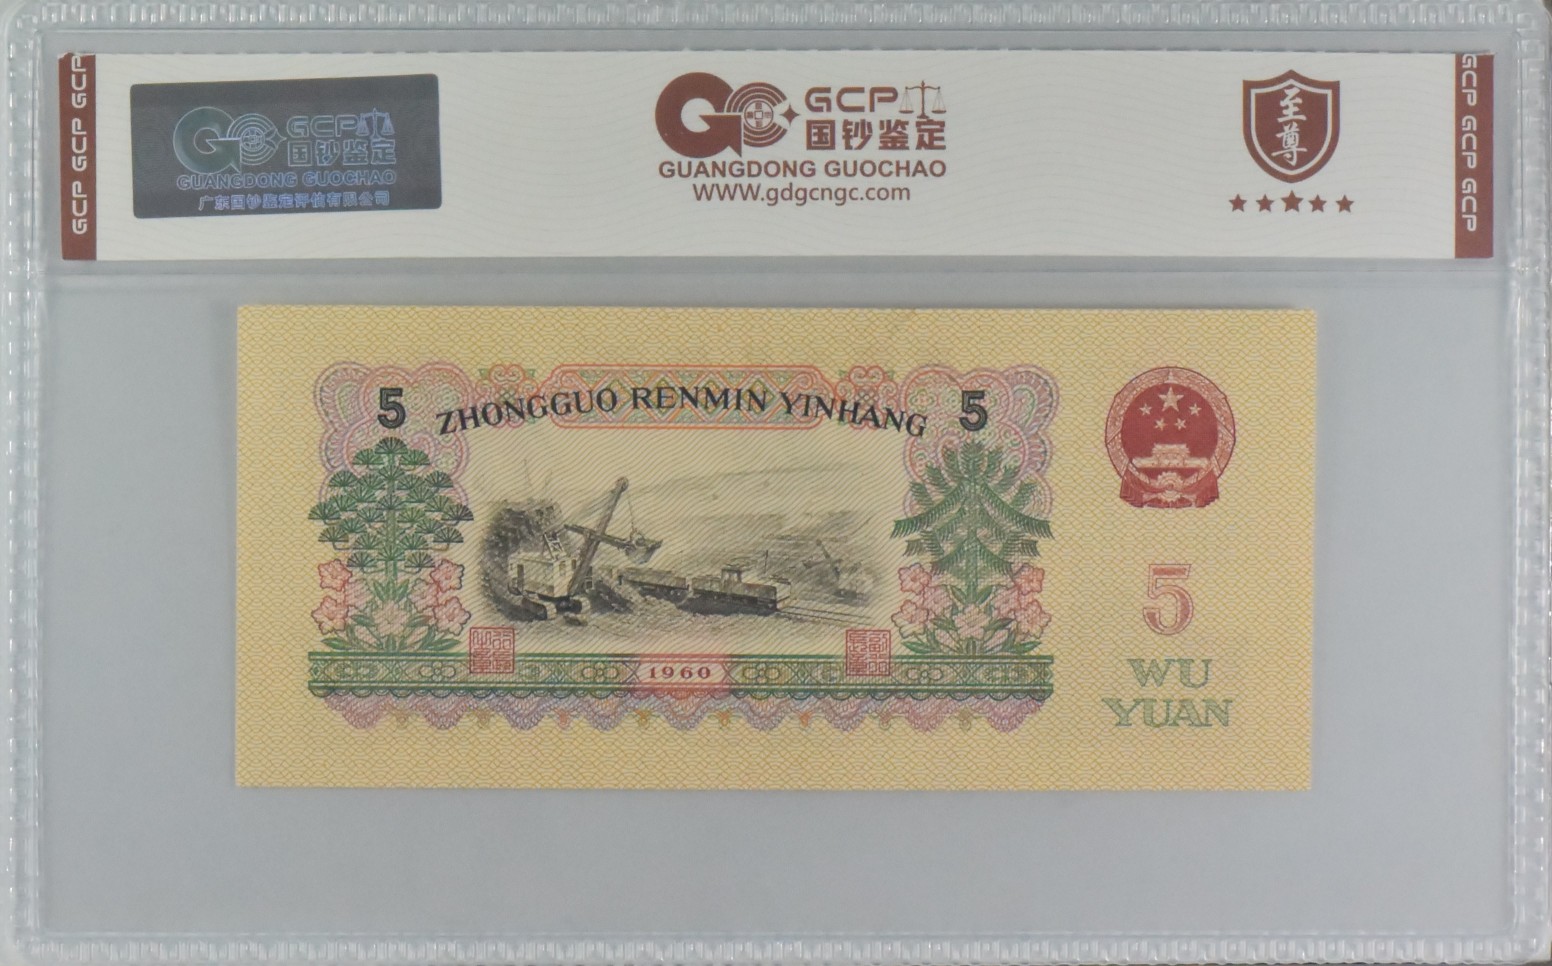 GCP GCP GCP
GCP 国钞鉴定
GUANGDONG GUOCHAO
广东国钞鉴定评估有限公司
GCP
国钞鉴定
GUANGDONG GUOCHAO
WWW.gdgcngc.com
至尊
GCP GCP GCP
5 ZHONGGUO RENMIN YINHANG 5
1960
5
WU
YUAN